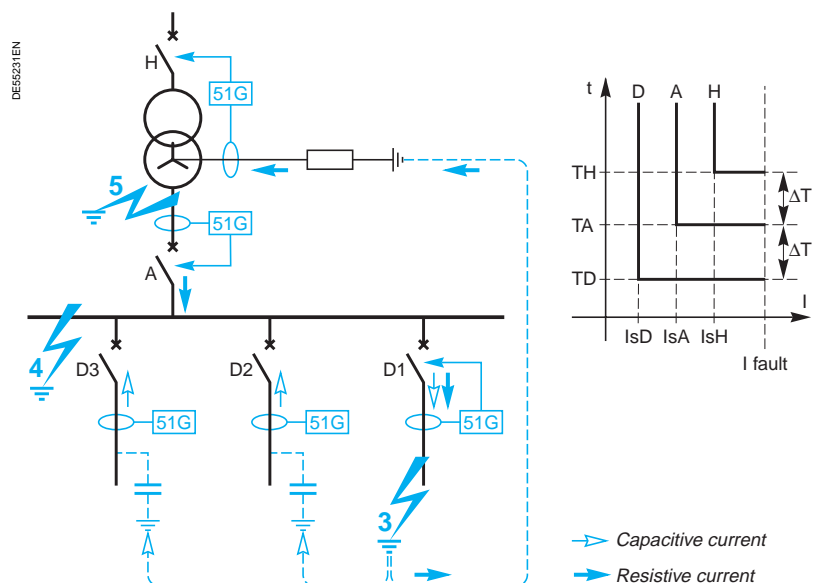 DE55231EN
H
51G
5
51G
A
4
D3
D2
D1
51G
51G
51G
3
t
D A H
TH
ΔT
TA
ΔT
TD
I
IsD IsA IsH
I fault
Capacitive current
Resistive current